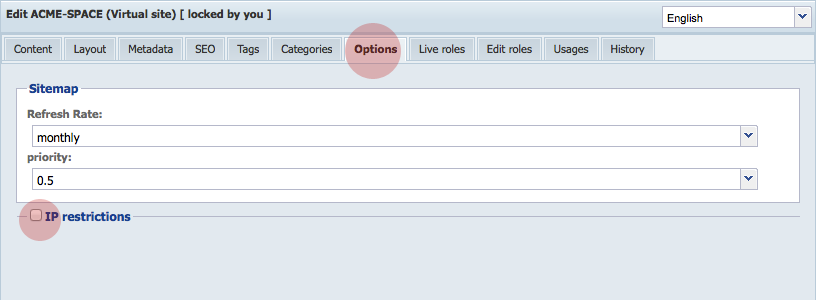 Edit ACME-SPACE (Virtual site) [ locked by you ]
English
Content Layout Metadata SEO Tags Categories Options Live roles Edit roles Usages History
Sitemap
Refresh Rate:
monthly
priority:
0.5
IP restrictions